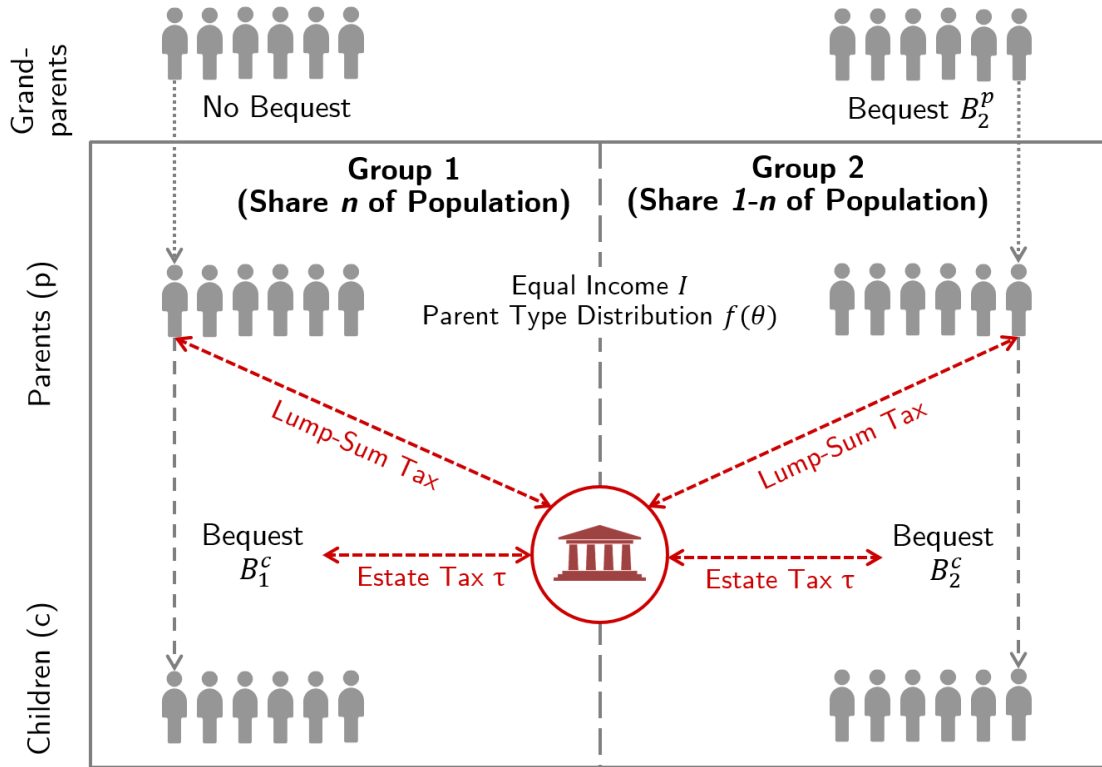 Grand-
parents
No Bequest
Bequest B₂ᵖ
Group 1
(Share n of Population)
Group 2
(Share 1-n of Population)
Parents (p)
Equal Income I
Parent Type Distribution f(θ)
Lump-Sum Tax
Lump-Sum Tax
Bequest
B₁ᶜ
Estate Tax τ
Estate Tax τ
Bequest
B₂ᶜ
Children (c)